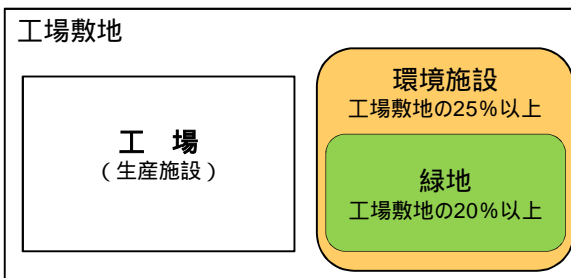 工場敷地
工　場
（生産施設）
環境施設
工場敷地の25％以上
緑地
工場敷地の20％以上